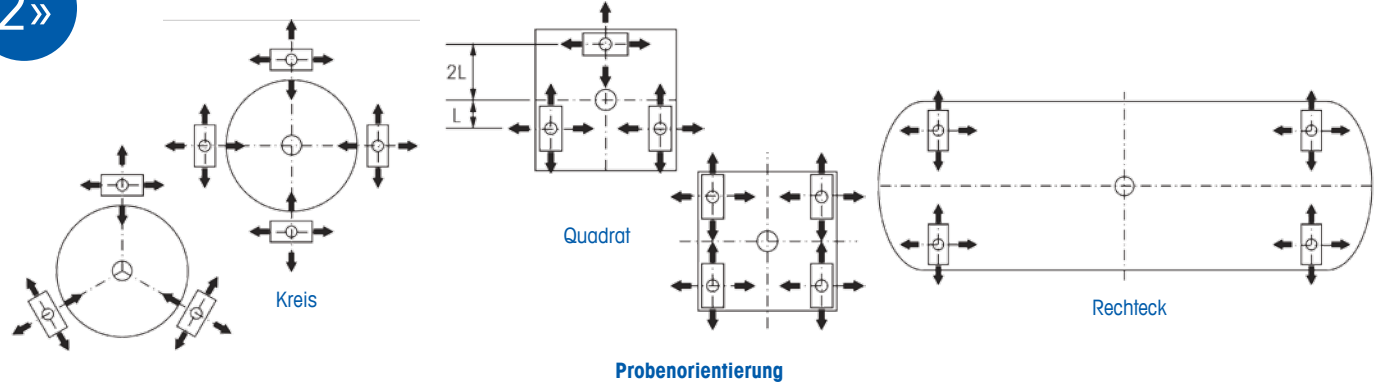 2»
2L
L
Quadrat
Kreis
Rechteck
Probenorientierung